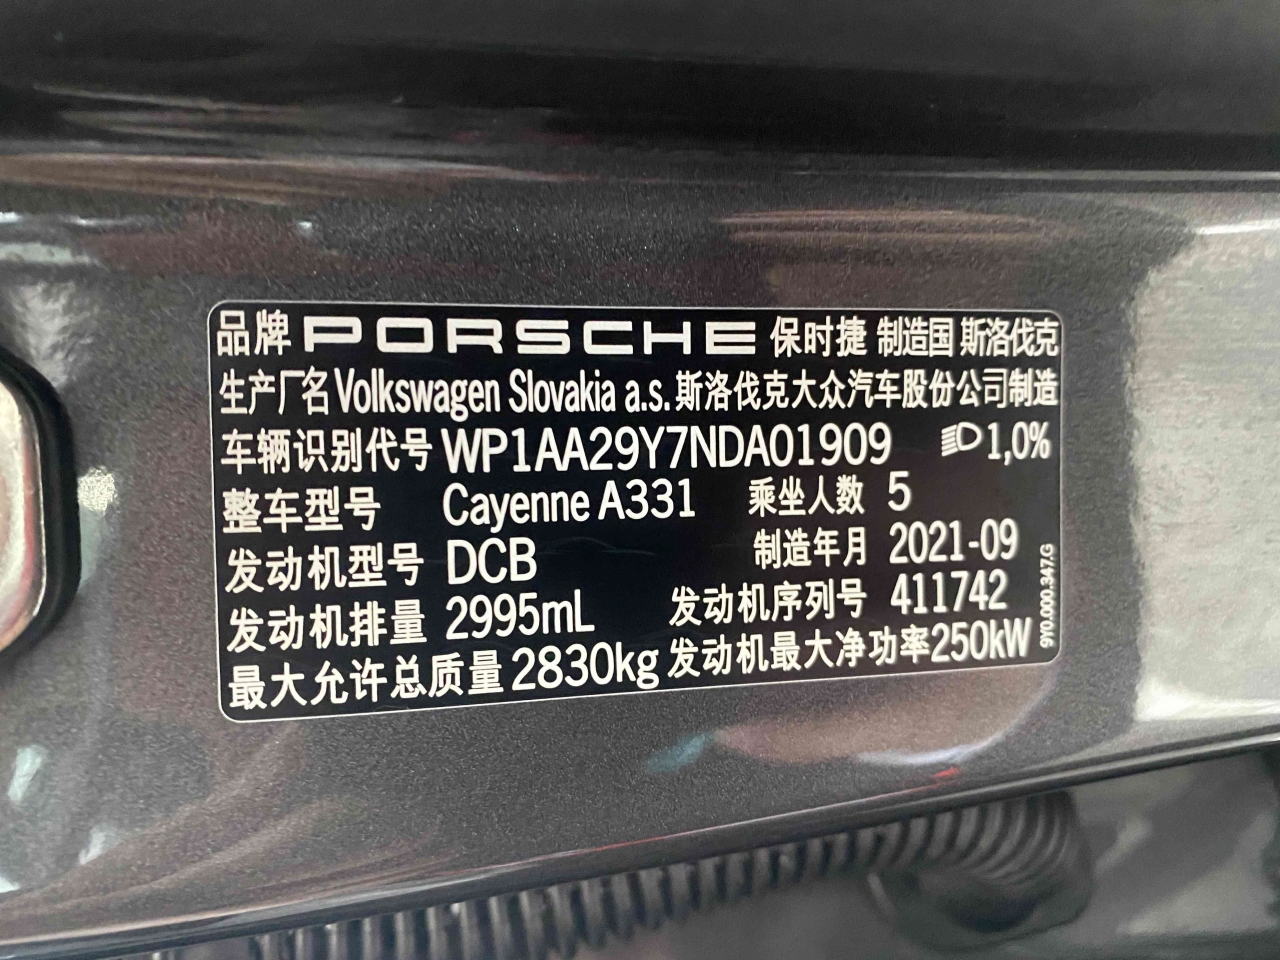 品牌 PORSCHE 保时捷 制造国 斯洛伐克
生产厂名 Volkswagen Slovakia a.s. 斯洛伐克大众汽车股份公司制造
车辆识别代号 WP1AA29Y7NDA01909 1,0%
整车型号 Cayenne A331 乘坐人数 5
发动机型号 DCB 制造年月 2021-09
发动机排量 2995mL 发动机序列号 411742
最大允许总质量 2830kg 发动机最大净功率 250kW
9Y0.000.347.G